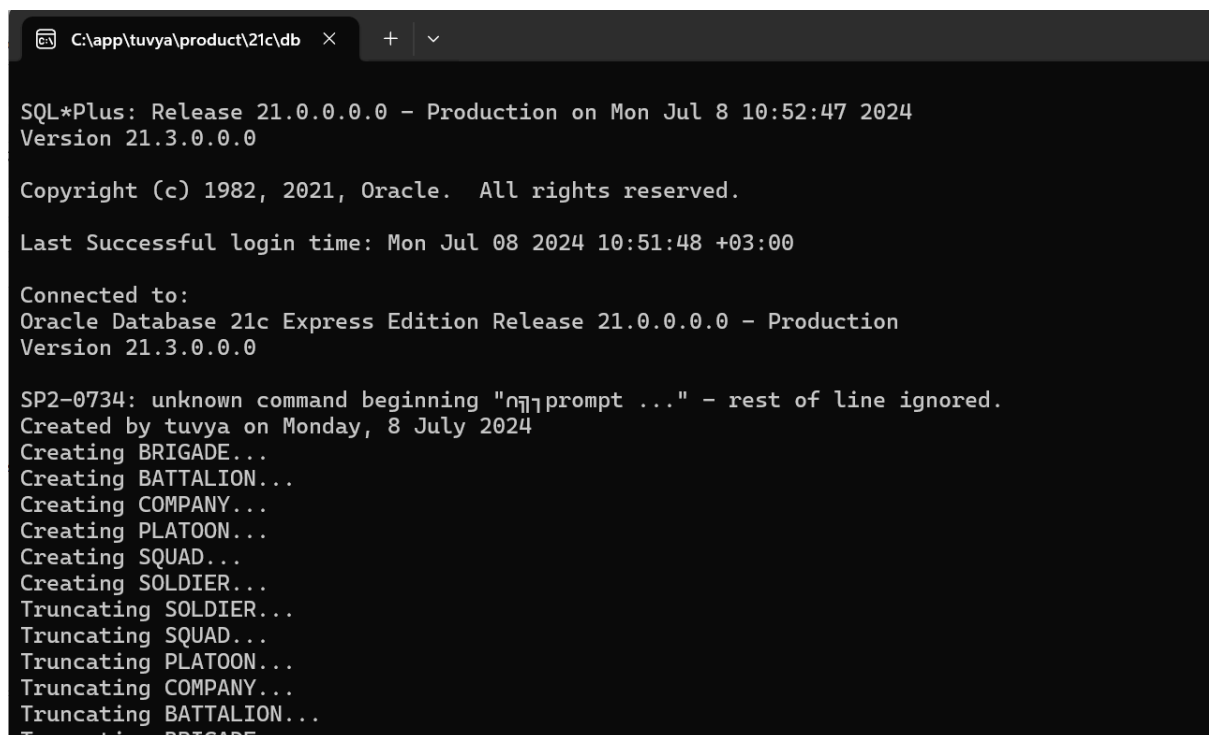 C:\app\tuvya\product\21c\db
SQL*Plus: Release 21.0.0.0.0 - Production on Mon Jul 8 10:52:47 2024
Version 21.3.0.0.0
Copyright (c) 1982, 2021, Oracle.  All rights reserved.
Last Successful login time: Mon Jul 08 2024 10:51:48 +03:00
Connected to:
Oracle Database 21c Express Edition Release 21.0.0.0.0 - Production
Version 21.3.0.0.0
SP2-0734: unknown command beginning "∩╗┐prompt ..." - rest of line ignored.
Created by tuvya on Monday, 8 July 2024
Creating BRIGADE...
Creating BATTALION...
Creating COMPANY...
Creating PLATOON...
Creating SQUAD...
Creating SOLDIER...
Truncating SOLDIER...
Truncating SQUAD...
Truncating PLATOON...
Truncating COMPANY...
Truncating BATTALION...